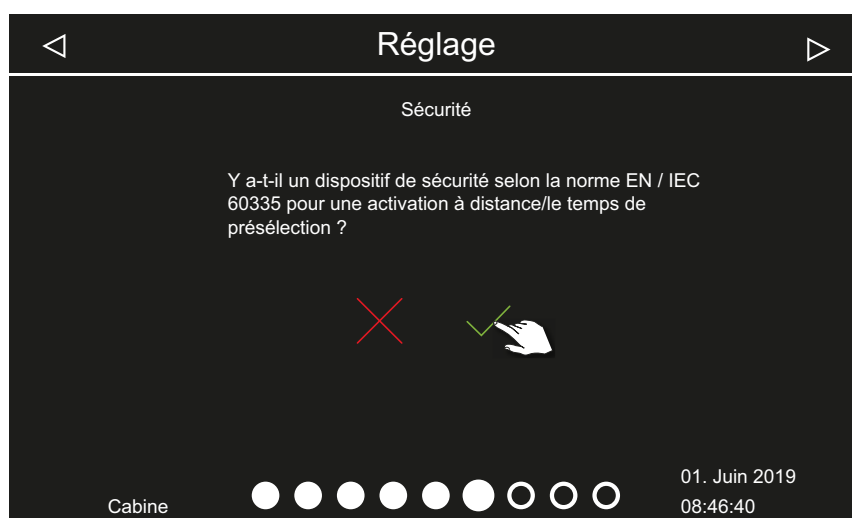 Réglage
Sécurité
Y a-t-il un dispositif de sécurité selon la norme EN / IEC
60335 pour une activation à distance/le temps de
présélection ?
01. Juin 2019
Cabine
08:46:40